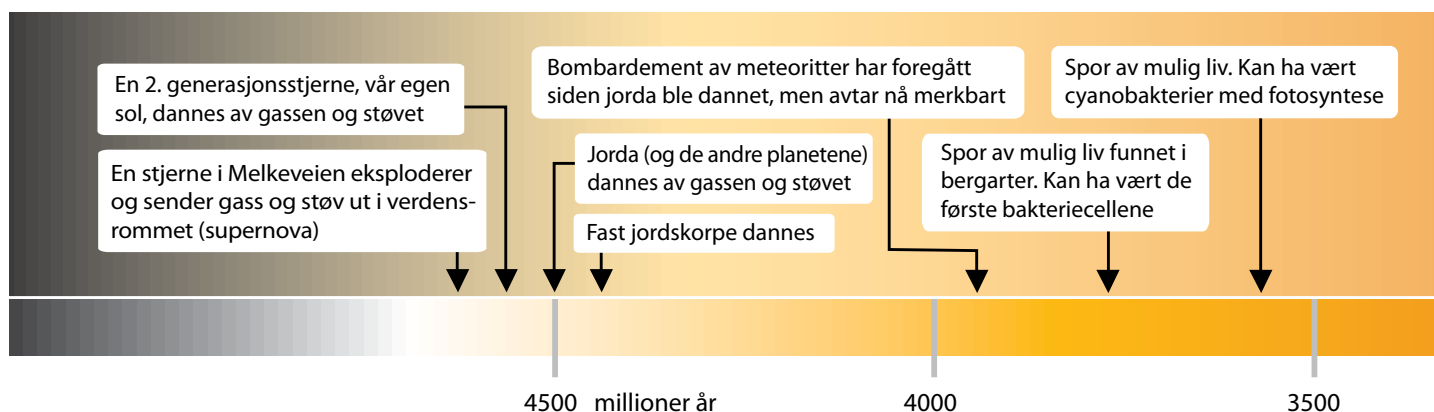 En 2. generasjonsstjerne, vår egen
sol, dannes av gassen og støvet
En stjerne i Melkeveien eksploderer
og sender gass og støv ut i verdens-
rommet (supernova)
Bombardement av meteoritter har foregått
siden jorda ble dannet, men avtar nå merkbart
Jorda (og de andre planetene)
dannes av gassen og støvet
Fast jordskorpe dannes
Spor av mulig liv funnet i
bergarter. Kan ha vært de
første bakteriecellene
Spor av mulig liv. Kan ha vært
cyanobakterier med fotosyntese
4500 millioner år
4000
3500